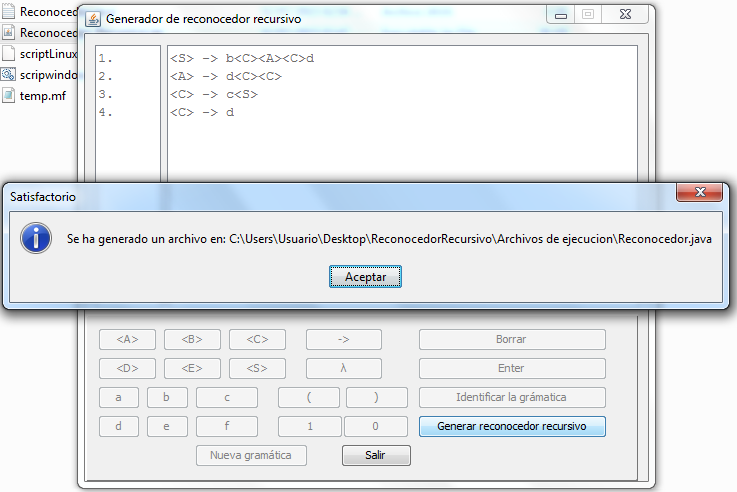 Reconoced
Reconoced
scriptLinux
scripwindo
temp.mf
Generador de reconocedor recursivo
1. <S> -> b<C><A><C>d
2. <A> -> d<C><C>
3. <C> -> c<S>
4. <C> -> d
Satisfactorio
Se ha generado un archivo en: C:\Users\Usuario\Desktop\ReconocedorRecursivo\Archivos de ejecucion\Reconocedor.java
Aceptar
<A> <B> <C> -> Borrar
<D> <E> <S> λ Enter
a b c ( ) Identificar la grámatica
d e f 1 0 Generar reconocedor recursivo
Nueva gramática Salir